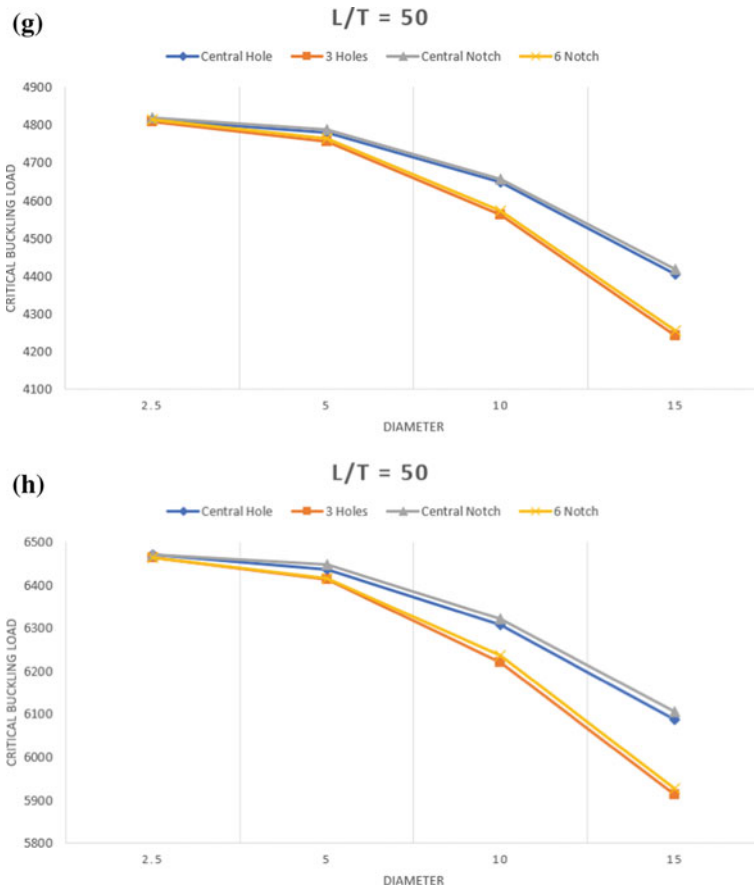 (g)
L/T = 50
Central Hole 3 Holes Central Notch 6 Notch
4900
4800
4700
4600
4500
4400
4300
4200
4100
CRITICAL BUCKLING LOAD
2.5 5 10 15
DIAMETER
(h)
L/T = 50
Central Hole 3 Holes Central Notch 6 Notch
6500
6400
6300
6200
6100
6000
5900
5800
CRITICAL BUCKLING LOAD
2.5 5 10 15
DIAMETER